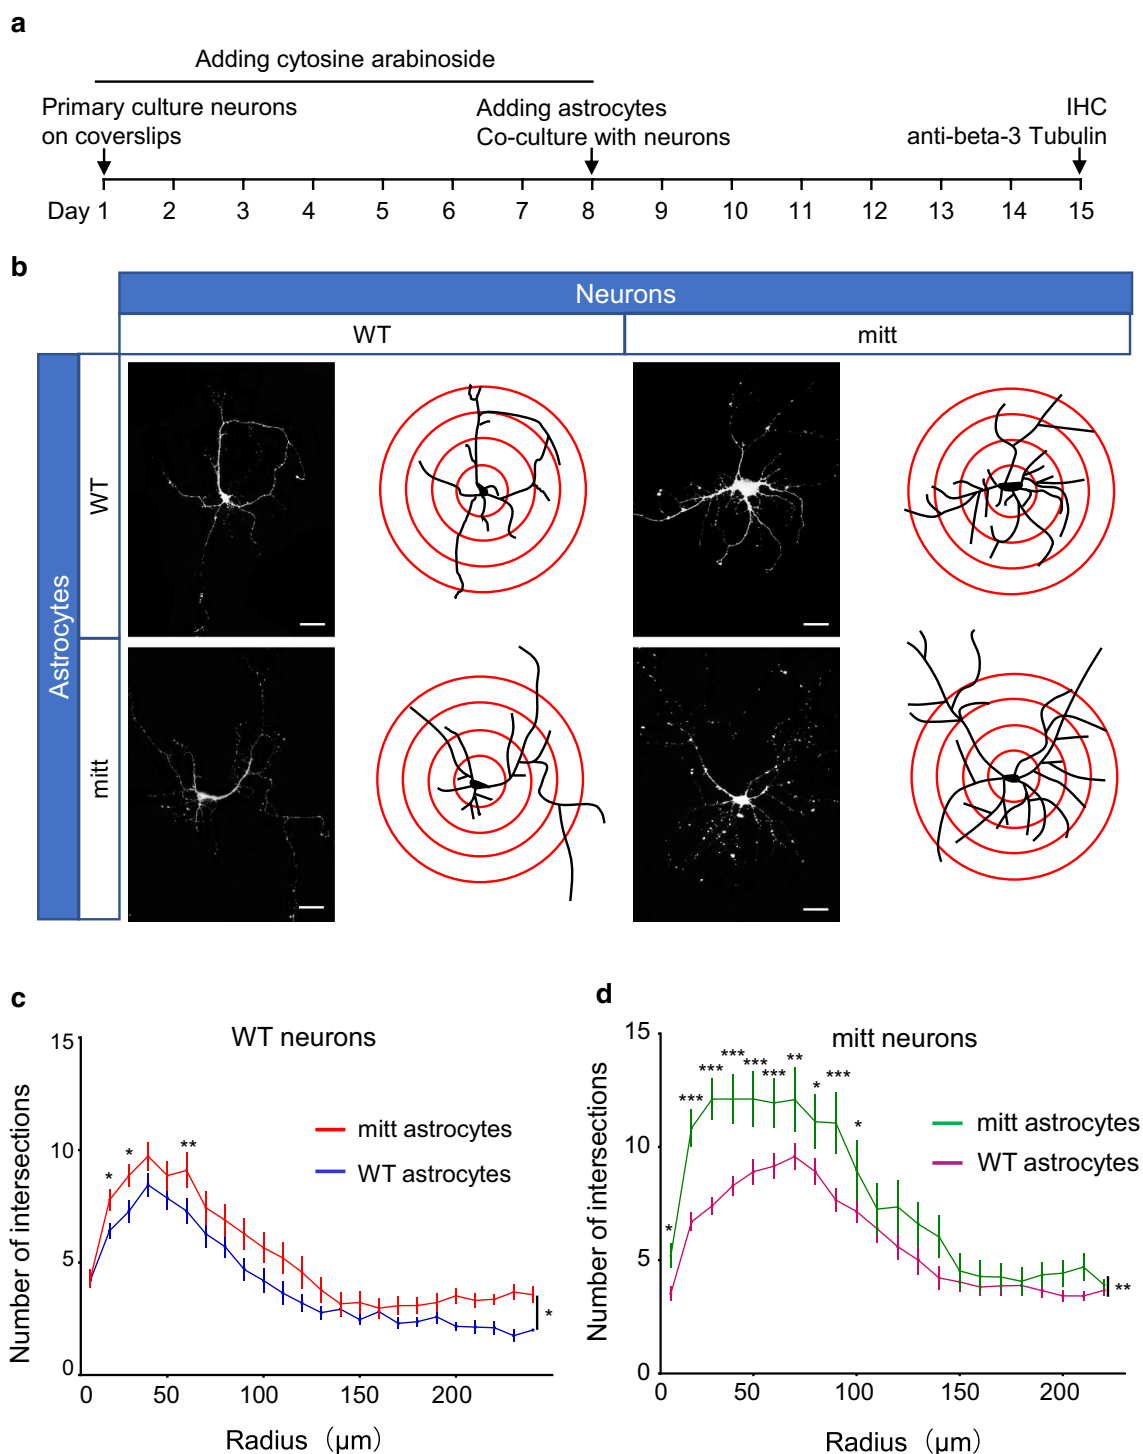 a
Adding cytosine arabinoside
Primary culture neurons
on coverslips
Adding astrocytes
Co-culture with neurons
IHC
anti-beta-3 Tubulin
Day 1 2 3 4 5 6 7 8 9 10 11 12 13 14 15
b
Neurons
WT
mitt
Astrocytes
WT
mitt
c
WT neurons
Number of intersections
15
10
5
0
* * **
mitt astrocytes
WT astrocytes
*
0 50 100 150 200
Radius (μm)
d
mitt neurons
Number of intersections
15
10
5
0
* *** *** *** *** *** ** * *** *
mitt astrocytes
WT astrocytes
**
0 50 100 150 200
Radius (μm)